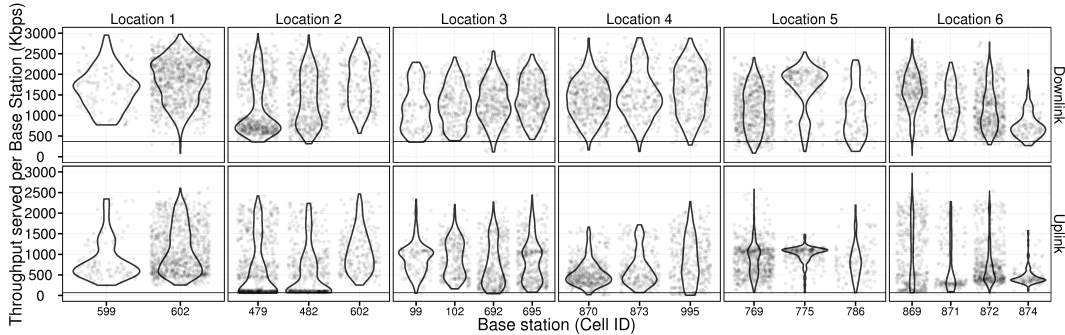 Location 1 Location 2 Location 3 Location 4 Location 5 Location 6
Throughput served per Base Station (Kbps)
3000
2500
2000
1500
1000
500
0
Downlink
3000
2500
2000
1500
1000
500
0
Uplink
599 602 479 482 602 99 102 692 695 870 873 995 769 775 786 869 871 872 874
Base station (Cell ID)